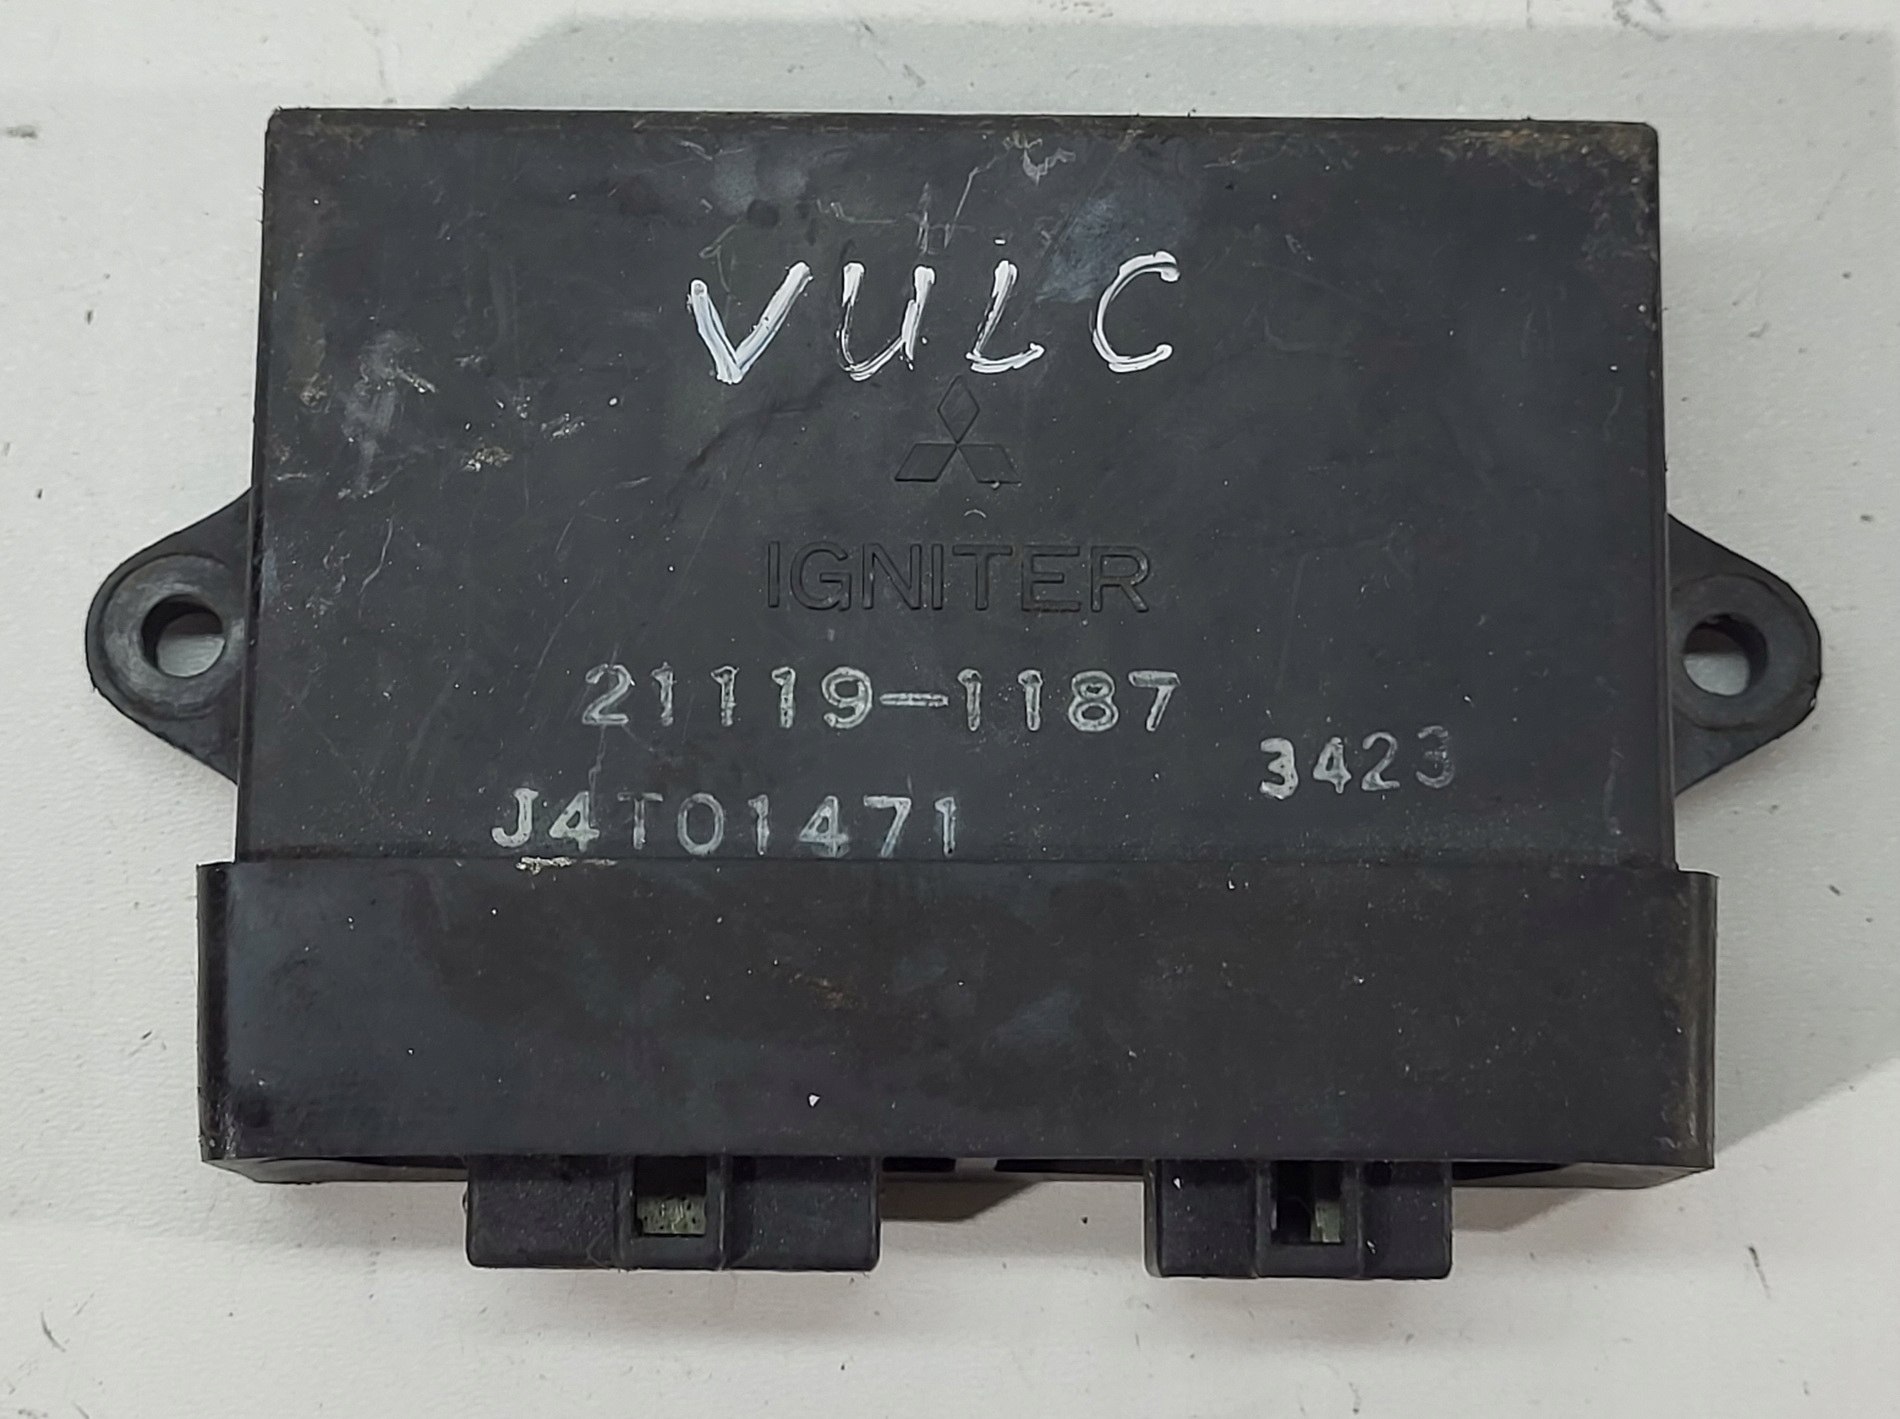 VULC
IGNITER
21119-1187
3423
J4T01471